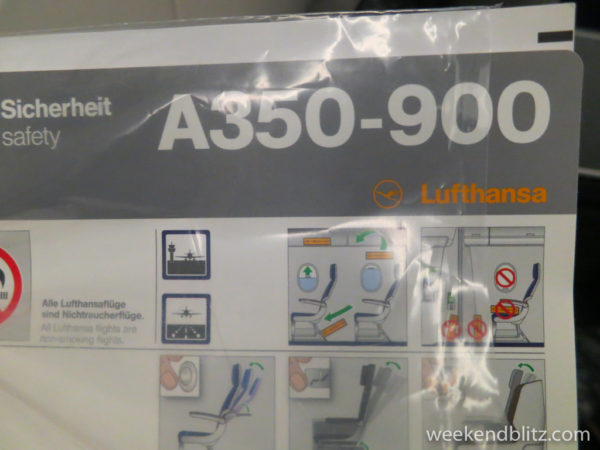 Sicherheit
safety
A350-900
Lufthansa
Alle Lufthansaflüge
sind Nichtraucherflüge.
All Lufthansa flights are
non-smoking flights.
weekendblitz.com